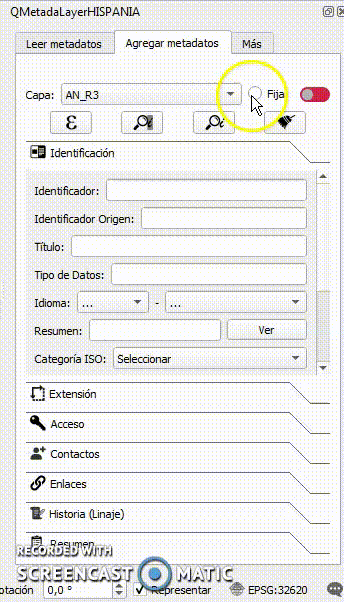 QMetadaLayerHISPANIA
Leer metadatos Agregar metadatos Más
Capa: AN_R3 Fija
ε
Identificación
Identificador:
Identificador Origen:
Título:
Tipo de Datos:
Idioma: ... - ...
Resumen: Ver
Categoría ISO: Seleccionar
Extensión
Acceso
Contactos
Enlaces
Historia (Linaje)
Resumen
RECORDED WITH
SCREENCAST MATIC
otación 0,0 ° Representar EPSG:32620